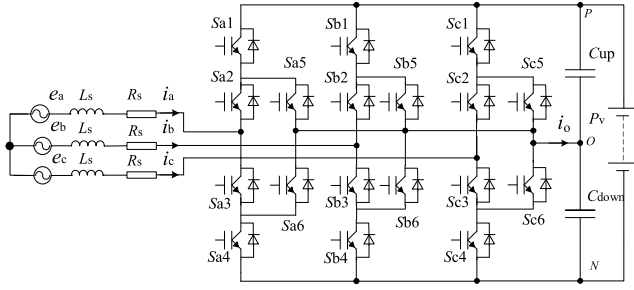 Sa1 Sb1 Sc1 P
Sa2 Sa5 Sb2 Sb5 Sc2 Sc5 Cup
ea Ls Rs ia
eb Ls Rs ib io Pv
ec Ls Rs ic O
Sa3 Sb3 Sc3 Cdown
Sa6 Sb6 Sc6
Sa4 Sb4 Sc4 N